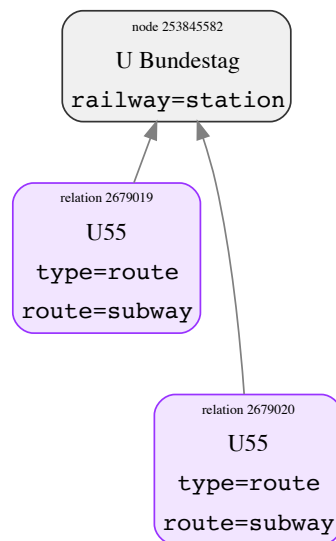 node 253845582
U Bundestag
railway=station
relation 2679019
U55
type=route
route=subway
relation 2679020
U55
type=route
route=subway